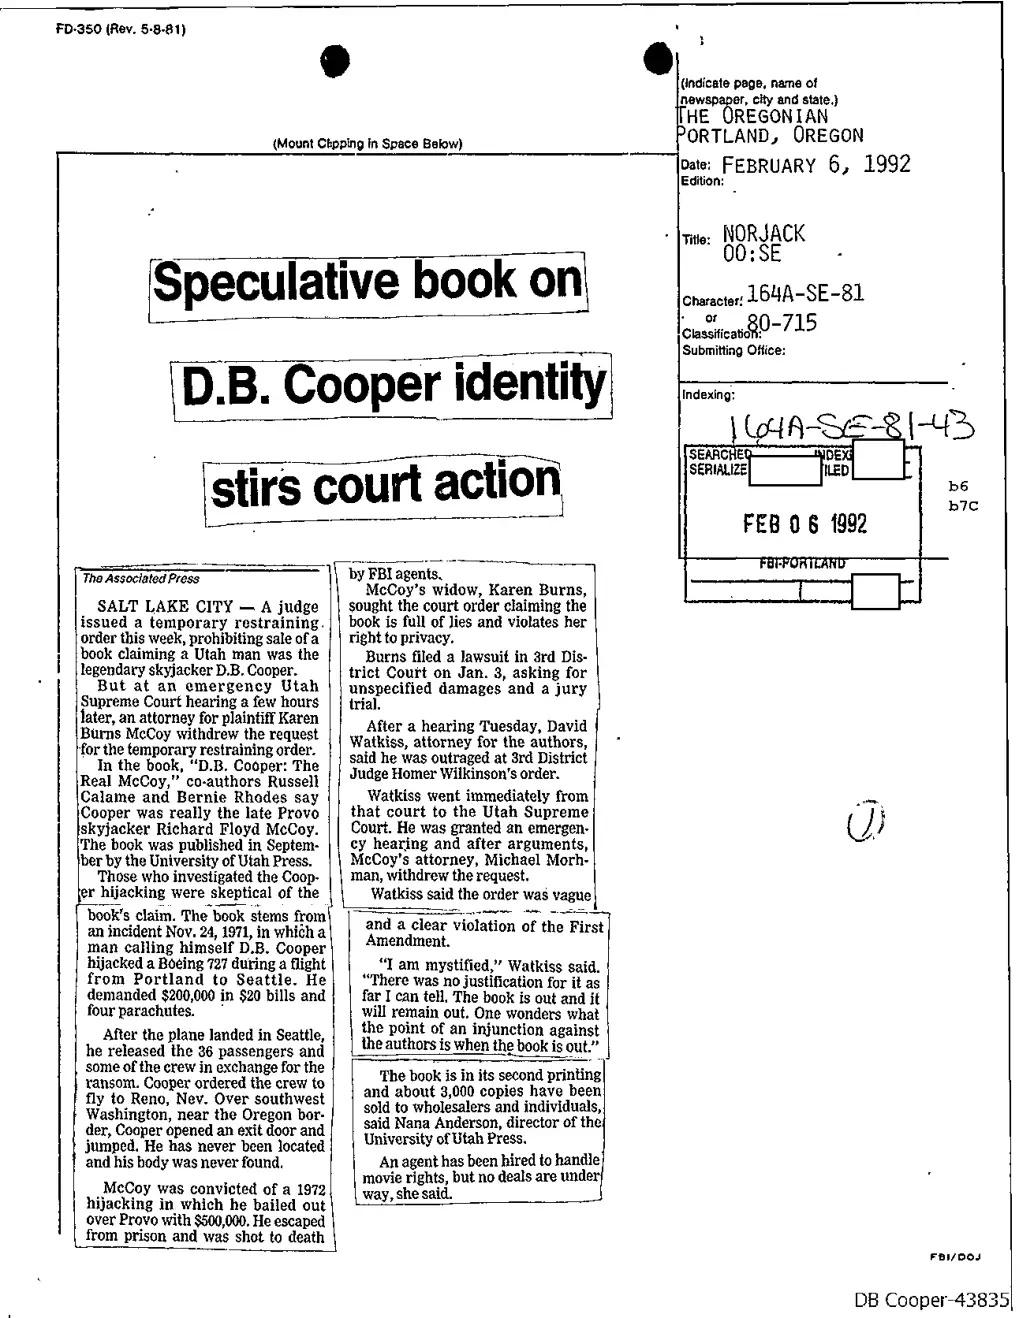 FD-350 (Rev. 5-8-81)
(Mount Clipping in Space Below)
(Indicate page, name of
newspaper, city and state.)
THE OREGONIAN
PORTLAND, OREGON
Date: FEBRUARY 6, 1992
Edition:
Title: NORJACK
OO:SE
Character: 164A-SE-81
or 80-715
Classification:
Submitting Office:
Indexing:
164A-SE-81-43
SEARCHED INDEX
SERIALIZE FILED
b6
b7C
FEB 06 1992
FBI-PORTLAND
Speculative book on
D.B. Cooper identity
stirs court action
The Associated Press
SALT LAKE CITY — A judge
issued a temporary restraining
order this week, prohibiting sale of a
book claiming a Utah man was the
legendary skyjacker D.B. Cooper.
But at an emergency Utah
Supreme Court hearing a few hours
later, an attorney for plaintiff Karen
Burns McCoy withdrew the request
for the temporary restraining order.
In the book, "D.B. Cooper: The
Real McCoy," co-authors Russell
Calame and Bernie Rhodes say
Cooper was really the late Provo
skyjacker Richard Floyd McCoy.
The book was published in Septem-
ber by the University of Utah Press.
Those who investigated the Coop-
er hijacking were skeptical of the
book's claim. The book stems from
an incident Nov. 24, 1971, in which a
man calling himself D.B. Cooper
hijacked a Boeing 727 during a flight
from Portland to Seattle. He
demanded $200,000 in $20 bills and
four parachutes.
After the plane landed in Seattle,
he released the 36 passengers and
some of the crew in exchange for the
ransom. Cooper ordered the crew to
fly to Reno, Nev. Over southwest
Washington, near the Oregon bor-
der, Cooper opened an exit door and
jumped. He has never been located
and his body was never found.
McCoy was convicted of a 1972
hijacking in which he bailed out
over Provo with $500,000. He escaped
from prison and was shot to death
by FBI agents.
McCoy's widow, Karen Burns,
sought the court order claiming the
book is full of lies and violates her
right to privacy.
Burns filed a lawsuit in 3rd Dis-
trict Court on Jan. 3, asking for
unspecified damages and a jury
trial.
After a hearing Tuesday, David
Watkiss, attorney for the authors,
said he was outraged at 3rd District
Judge Homer Wilkinson's order.
Watkiss went immediately from
that court to the Utah Supreme
Court. He was granted an emergen-
cy hearing and after arguments,
McCoy's attorney, Michael Morh-
man, withdrew the request.
Watkiss said the order was vague
and a clear violation of the First
Amendment.
"I am mystified," Watkiss said.
"There was no justification for it as
far I can tell. The book is out and it
will remain out. One wonders what
the point of an injunction against
the authors is when the book is out."
The book is in its second printing
and about 3,000 copies have been
sold to wholesalers and individuals,
said Nana Anderson, director of the
University of Utah Press.
An agent has been hired to handle
movie rights, but no deals are under
way, she said.
FBI/DOJ
DB Cooper-43835